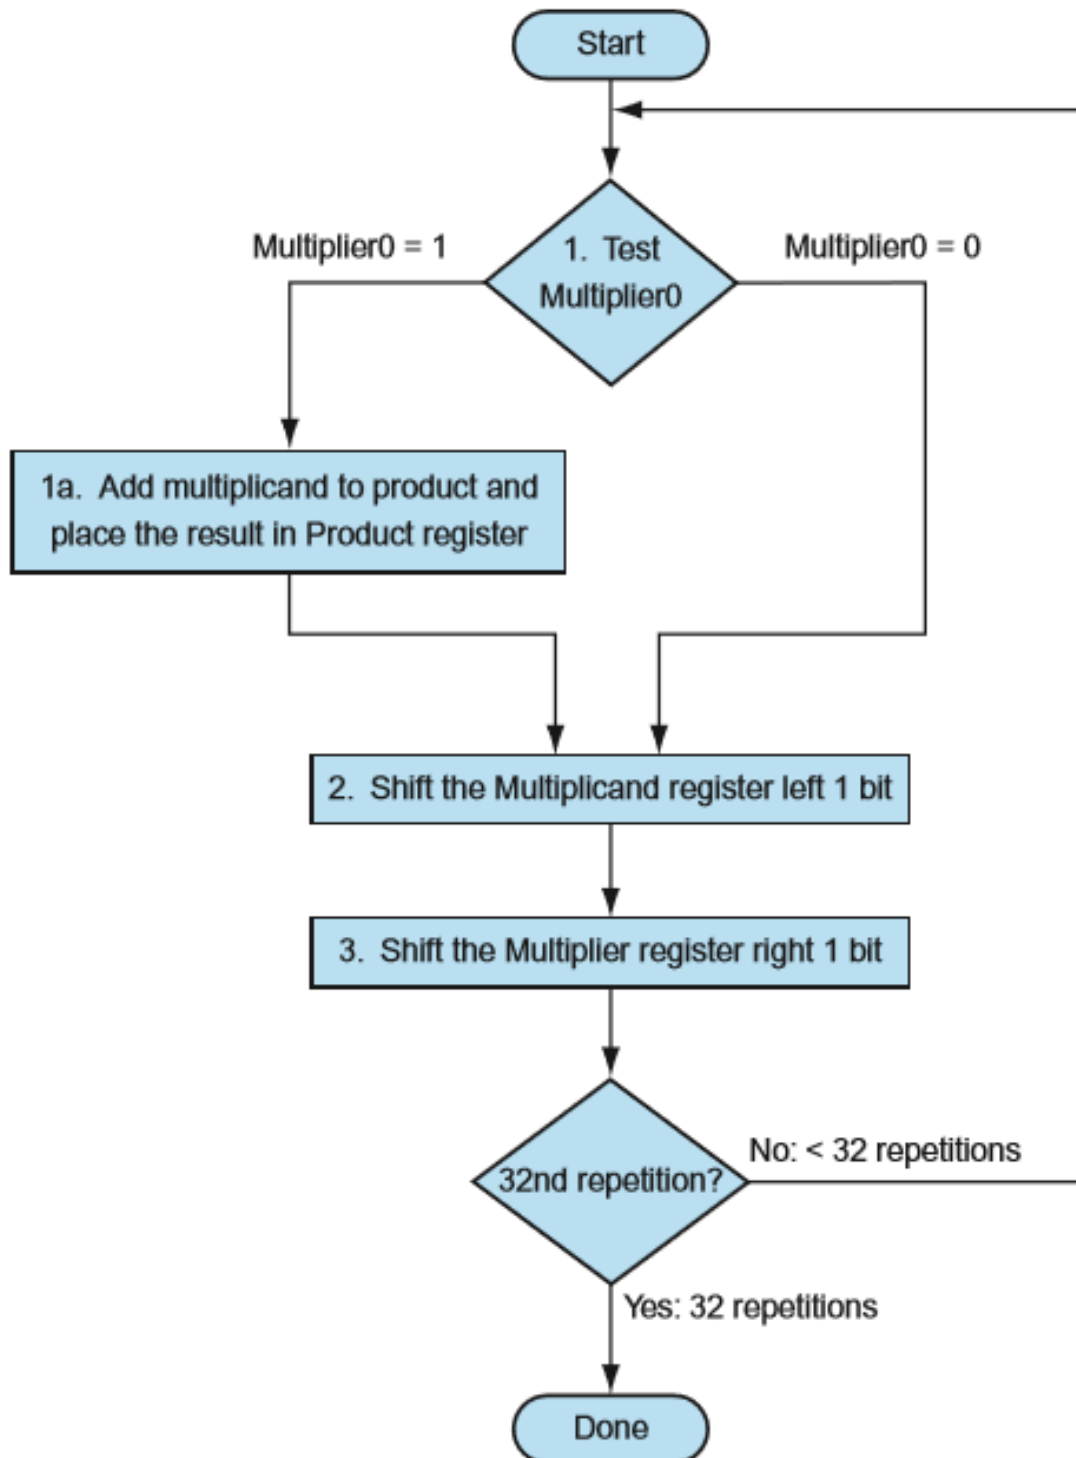 Start
Multiplier0 = 1
1. Test
Multiplier0
Multiplier0 = 0
1a. Add multiplicand to product and
place the result in Product register
2. Shift the Multiplicand register left 1 bit
3. Shift the Multiplier register right 1 bit
32nd repetition?
No: < 32 repetitions
Yes: 32 repetitions
Done